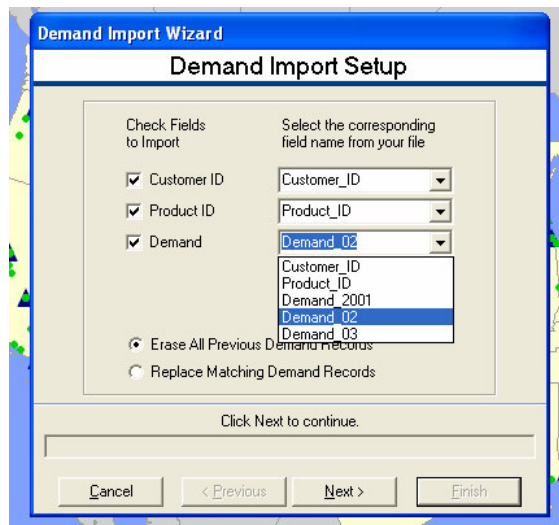 Demand Import Wizard
Demand Import Setup
Check Fields
to Import
Select the corresponding
field name from your file
Customer ID
Customer_ID
Product ID
Product_ID
Demand
Demand_02
Customer_ID
Product_ID
Demand_2001
Demand_02
Demand_03
Erase All Previous Demand Records
Replace Matching Demand Records
Click Next to continue.
Cancel
< Previous
Next >
Finish